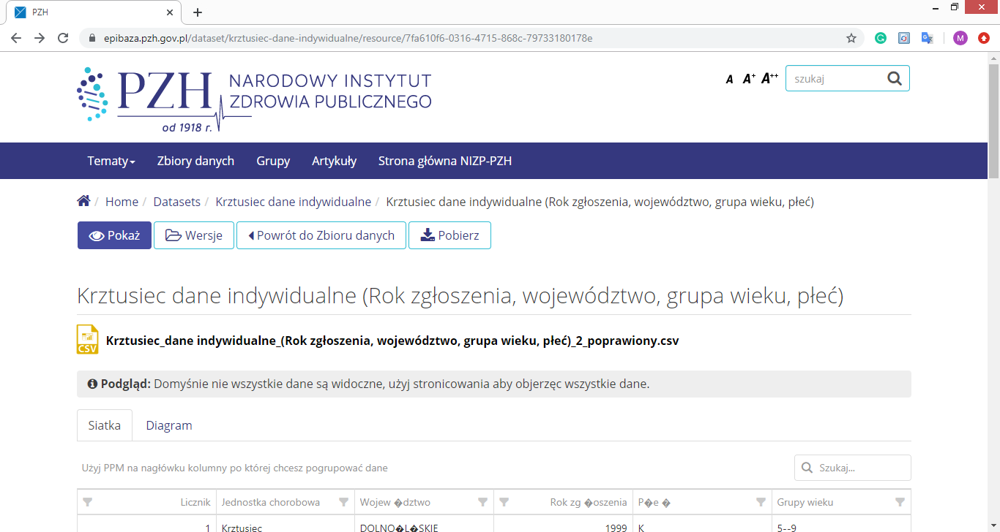 PZH
epibaza.pzh.gov.pl/dataset/krztusiec-dane-indywidualne/resource/7fa610f6-0316-4715-868c-79733180178e
M
PZH NARODOWY INSTYTUT
ZDROWIA PUBLICZNEGO
od 1918 r.
A A+ A++ szukaj
Tematy Zbiory danych Grupy Artykuły Strona główna NIZP-PZH
/ Home / Datasets / Krztusiec dane indywidualne / Krztusiec dane indywidualne (Rok zgłoszenia, województwo, grupa wieku, płeć)
Pokaż Wersje Powrót do Zbioru danych Pobierz
Krztusiec dane indywidualne (Rok zgłoszenia, województwo, grupa wieku, płeć)
CSV Krztusiec_dane indywidualne_(Rok zgłoszenia, województwo, grupa wieku, płeć)_2_poprawiony.csv
Podgląd: Domyśnie nie wszystkie dane są widoczne, użyj stronicowania aby objerzęc wszystkie dane.
Siatka Diagram
Użyj PPM na nagłówku kolumny po której chcesz pogrupować dane Szukaj...
Licznik Jednostka chorobowa Wojew �dztwo Rok zg �oszenia P�e � Grupy wieku
1 Krztusiec DOLNO�L�SKIE 1999 K 5--9